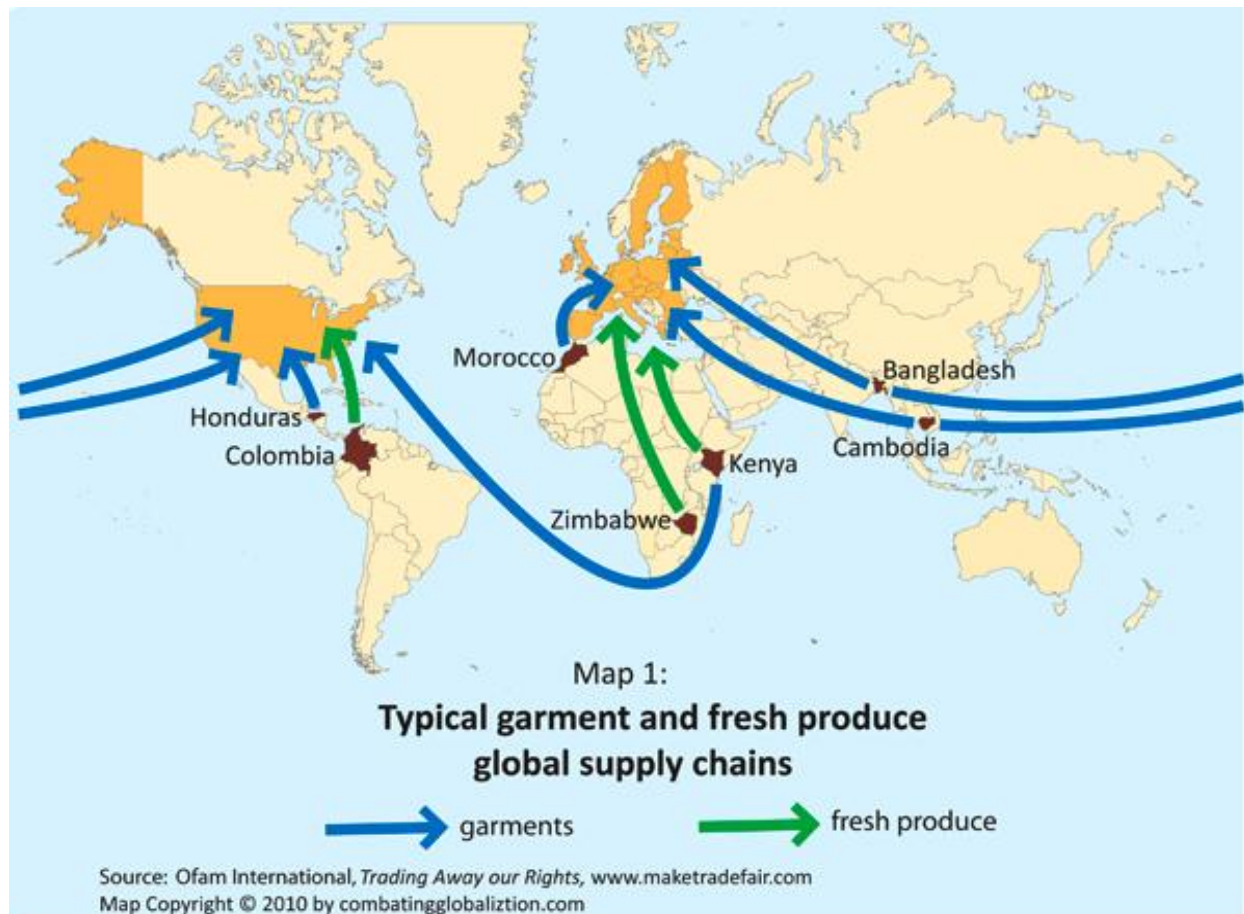 Morocco
Bangladesh
Honduras
Cambodia
Colombia
Kenya
Zimbabwe
Map 1:
Typical garment and fresh produce
global supply chains
garments
fresh produce
Source: Ofam International, Trading Away our Rights, www.maketradefair.com
Map Copyright © 2010 by combatingglobaliztion.com